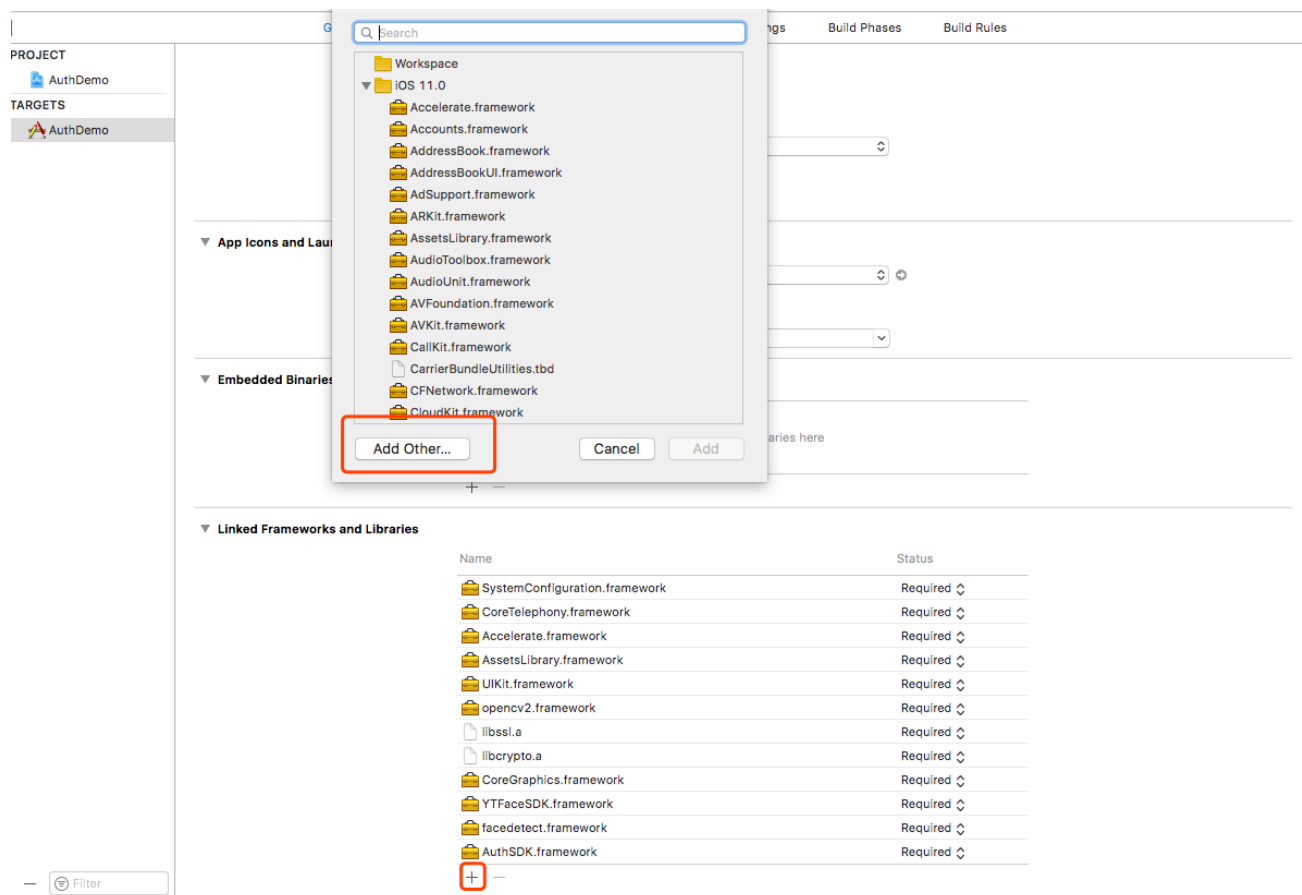 G
Search
ngs
Build Phases
Build Rules
PROJECT
AuthDemo
TARGETS
AuthDemo
Workspace
iOS 11.0
Accelerate.framework
Accounts.framework
AddressBook.framework
AddressBookUI.framework
AdSupport.framework
ARKit.framework
AssetsLibrary.framework
AudioToolbox.framework
AudioUnit.framework
AVFoundation.framework
AVKit.framework
CallKit.framework
CarrierBundleUtilities.tbd
CFNetwork.framework
CloudKit.framework
Add Other...
Cancel
Add
App Icons and Lau
Embedded Binaries
aries here
+ −
Linked Frameworks and Libraries
Name Status
SystemConfiguration.framework Required
CoreTelephony.framework Required
Accelerate.framework Required
AssetsLibrary.framework Required
UIKit.framework Required
opencv2.framework Required
libssl.a Required
libcrypto.a Required
CoreGraphics.framework Required
YTFaceSDK.framework Required
facedetect.framework Required
AuthSDK.framework Required
+ −
− Filter